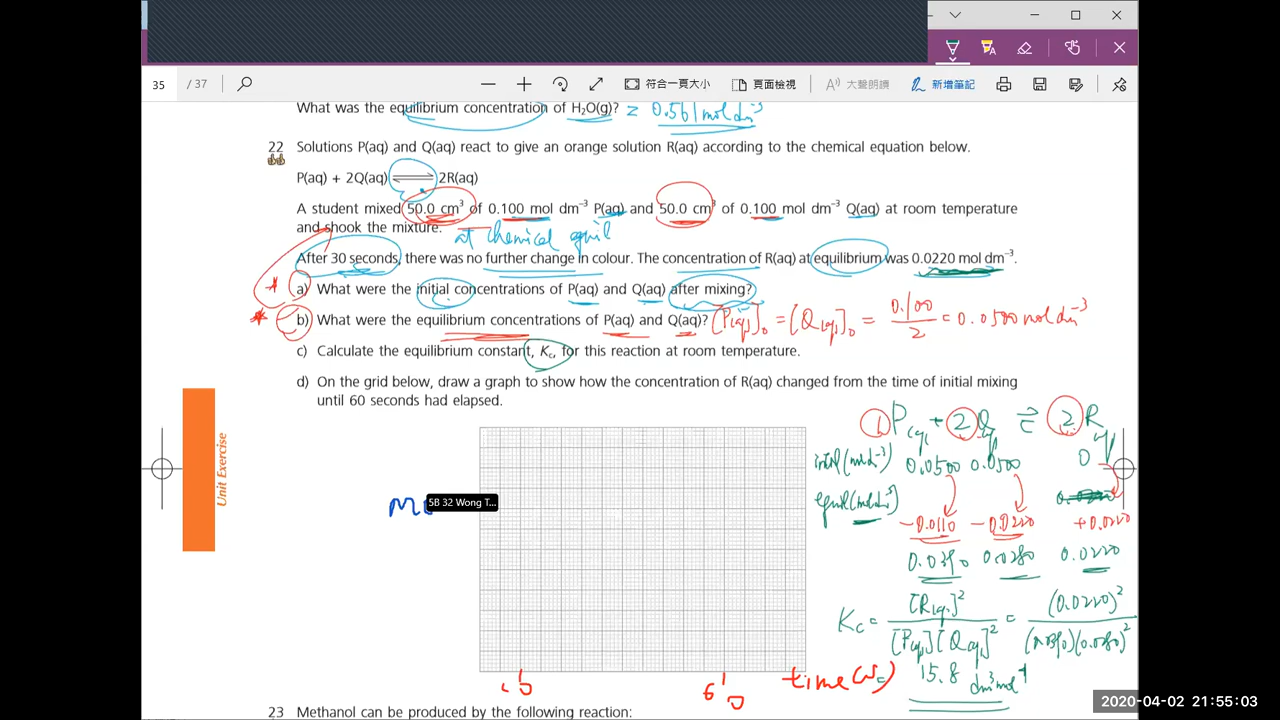 35 / 37 符合一頁大小 頁面檢視 大聲朗讀 新增筆記
What was the equilibrium concentration of H₂O(g)? = 0.561 mol dm⁻³
22 Solutions P(aq) and Q(aq) react to give an orange solution R(aq) according to the chemical equation below.
P(aq) + 2Q(aq) ⇌ 2R(aq)
A student mixed 50.0 cm³ of 0.100 mol dm⁻³ P(aq) and 50.0 cm³ of 0.100 mol dm⁻³ Q(aq) at room temperature
and shook the mixture.
at chemical equil
After 30 seconds, there was no further change in colour. The concentration of R(aq) at equilibrium was 0.0220 mol dm⁻³.
* a) What were the initial concentrations of P(aq) and Q(aq) after mixing?
* b) What were the equilibrium concentrations of P(aq) and Q(aq)? [P(aq)]₀ = [Q(aq)]₀ = 0.100/2 = 0.0500 mol dm⁻³
c) Calculate the equilibrium constant, Kc, for this reaction at room temperature.
d) On the grid below, draw a graph to show how the concentration of R(aq) changed from the time of initial mixing
until 60 seconds had elapsed.
1 P(aq) + 2 Q(aq) ⇌ 2 R(aq)
0.0500 0.0500 0
5B 32 Wong T...
-0.0110 -0.0220 +0.0220
0.0390 0.0280 0.0220
Kc = [R(aq)]² / [P(aq)][Q(aq)]² = (0.0220)² / (0.0390)(0.0280)²
15.8 dm³ mol⁻¹
60 time (s)
Unit Exercise
23 Methanol can be produced by the following reaction:
2020-04-02 21:55:03